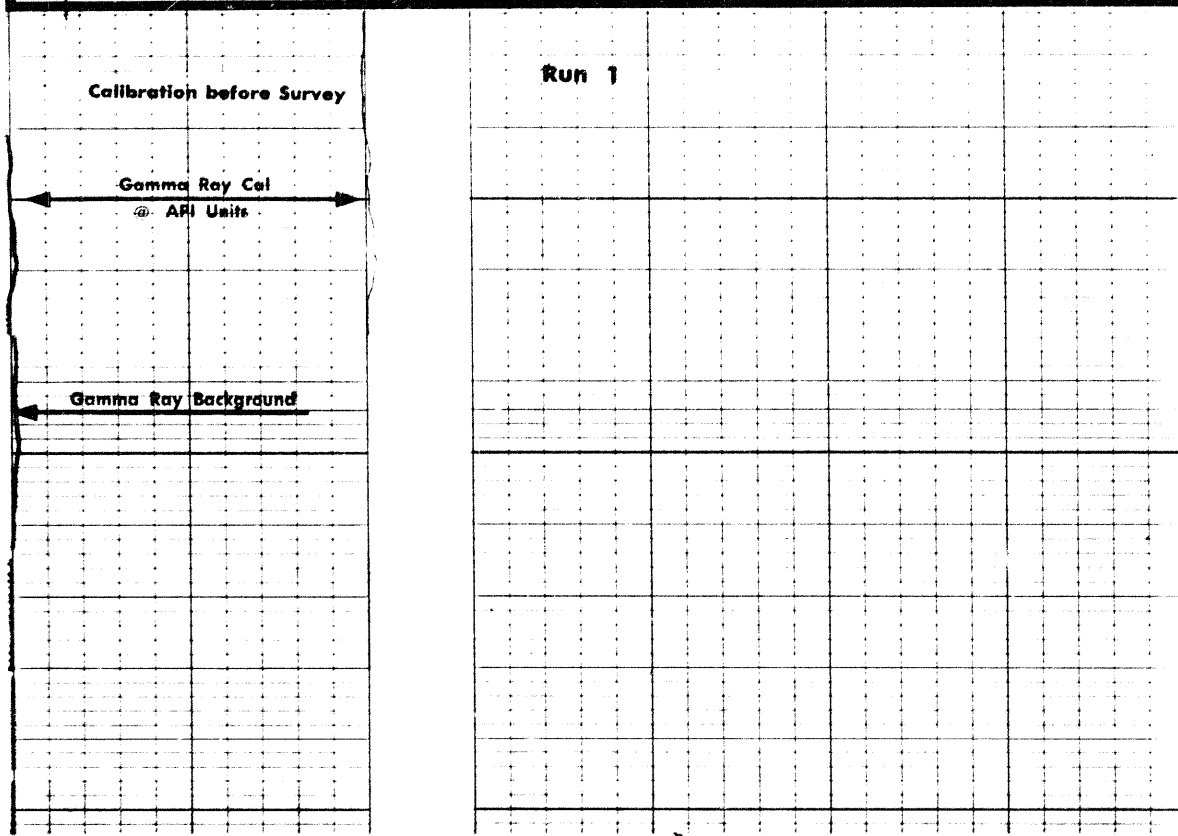 Calibration before Survey
Run 1
Gamma Ray Cal
@ API Units
Gamma Ray Background